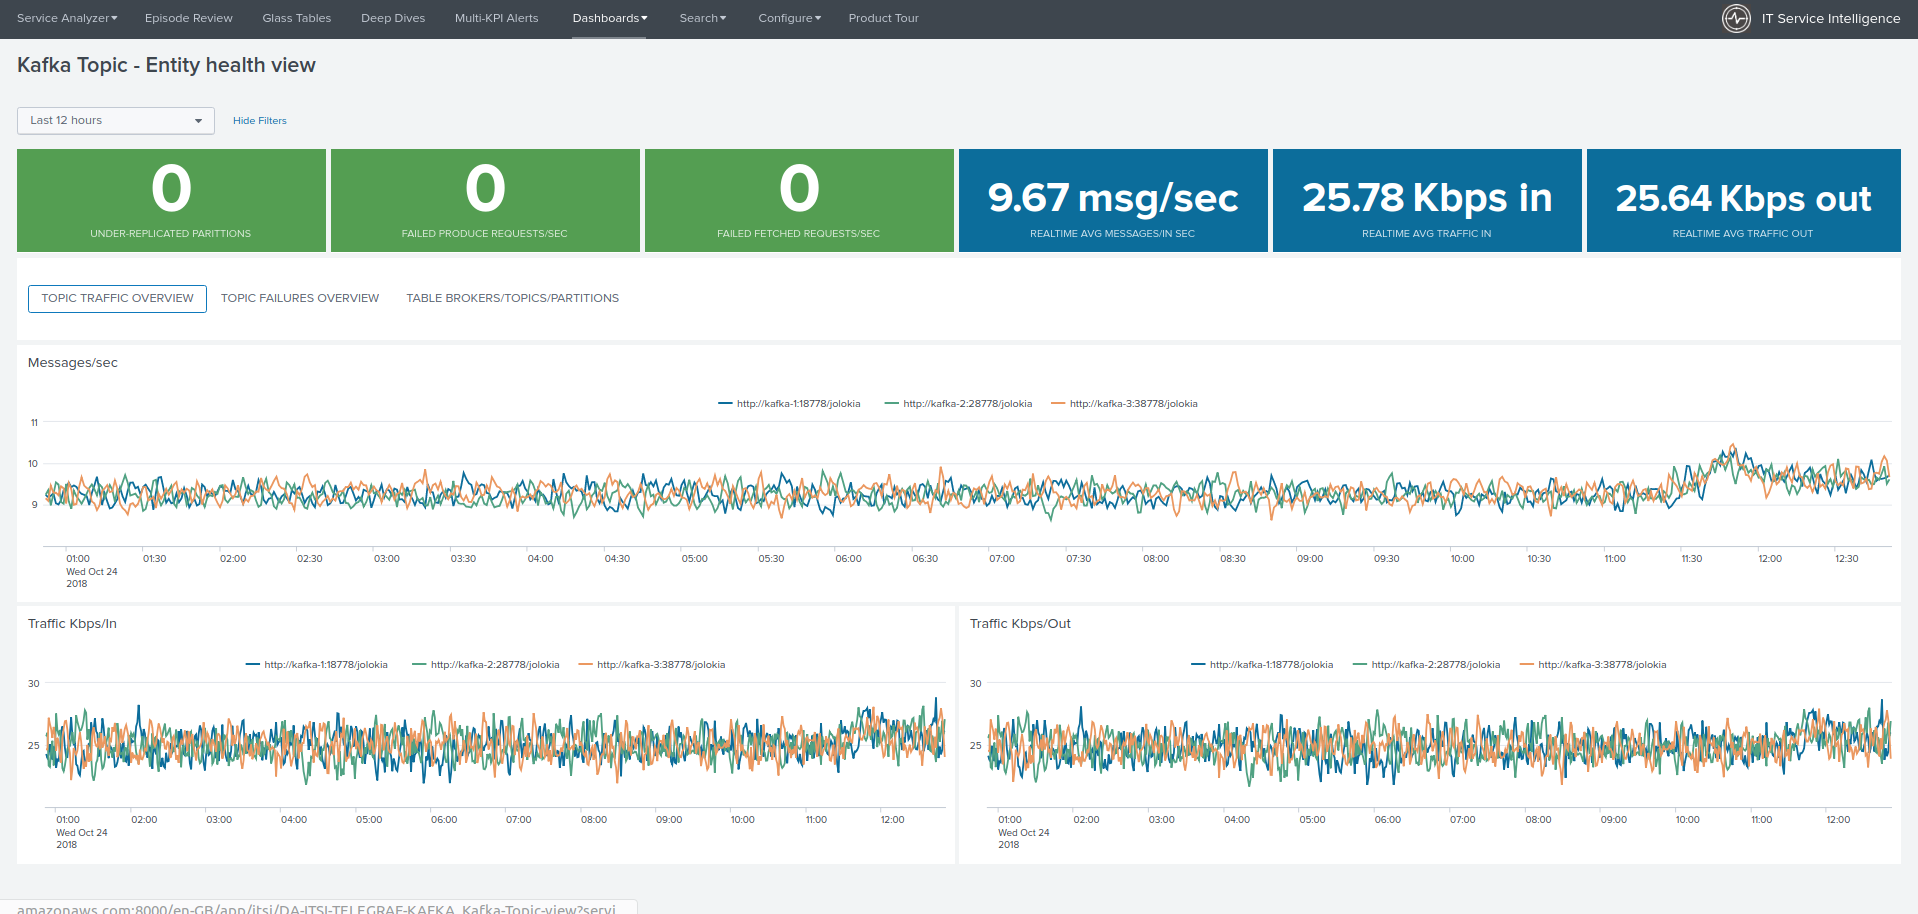 Service Analyzer Episode Review Glass Tables Deep Dives Multi-KPI Alerts Dashboards Search Configure Product Tour IT Service Intelligence
Kafka Topic - Entity health view
Last 12 hours Hide Filters
0 0 0 9.67 msg/sec 25.78 Kbps in 25.64 Kbps out
UNDER-REPLICATED PARITTIONS FAILED PRODUCE REQUESTS/SEC FAILED FETCHED REQUESTS/SEC REALTIME AVG MESSAGES/IN SEC REALTIME AVG TRAFFIC IN REALTIME AVG TRAFFIC OUT
TOPIC TRAFFIC OVERVIEW TOPIC FAILURES OVERVIEW TABLE BROKERS/TOPICS/PARTITIONS
Messages/sec
http://kafka-1:18778/jolokia http://kafka-2:28778/jolokia http://kafka-3:38778/jolokia
11
10
9
01:00 01:30 02:00 02:30 03:00 03:30 04:00 04:30 05:00 05:30 06:00 06:30 07:00 07:30 08:00 08:30 09:00 09:30 10:00 10:30 11:00 11:30 12:00 12:30
Wed Oct 24
2018
Traffic Kbps/In
http://kafka-1:18778/jolokia http://kafka-2:28778/jolokia http://kafka-3:38778/jolokia
30
25
01:00 02:00 03:00 04:00 05:00 06:00 07:00 08:00 09:00 10:00 11:00 12:00
Wed Oct 24
2018
Traffic Kbps/Out
http://kafka-1:18778/jolokia http://kafka-2:28778/jolokia http://kafka-3:38778/jolokia
30
25
01:00 02:00 03:00 04:00 05:00 06:00 07:00 08:00 09:00 10:00 11:00 12:00
Wed Oct 24
2018
amazonaws.com:8000/en-GB/app/itsi/DA-ITSI-TELEGRAF-KAFKA_Kafka-Topic-view?servi